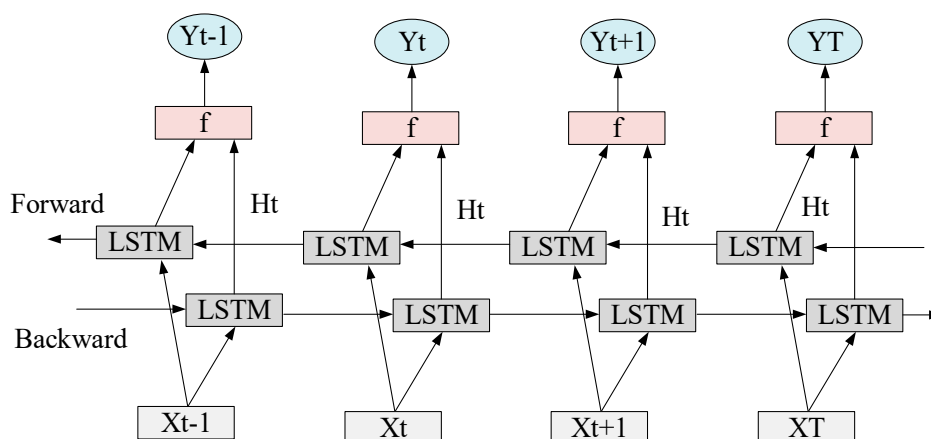 Yt-1 Yt Yt+1 YT
f f f f
Forward Ht Ht Ht Ht
LSTM LSTM LSTM LSTM
LSTM LSTM LSTM LSTM
Backward
Xt-1 Xt Xt+1 XT